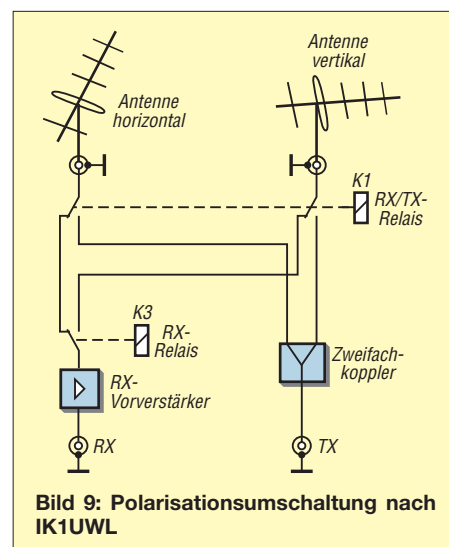 Antenne
horizontal
Antenne
vertikal
K1
RX/TX-
Relais
K3
RX-
Relais
RX-
Vorverstärker
Zweifach-
koppler
RX
TX
Bild 9: Polarisationsumschaltung nach
IK1UWL